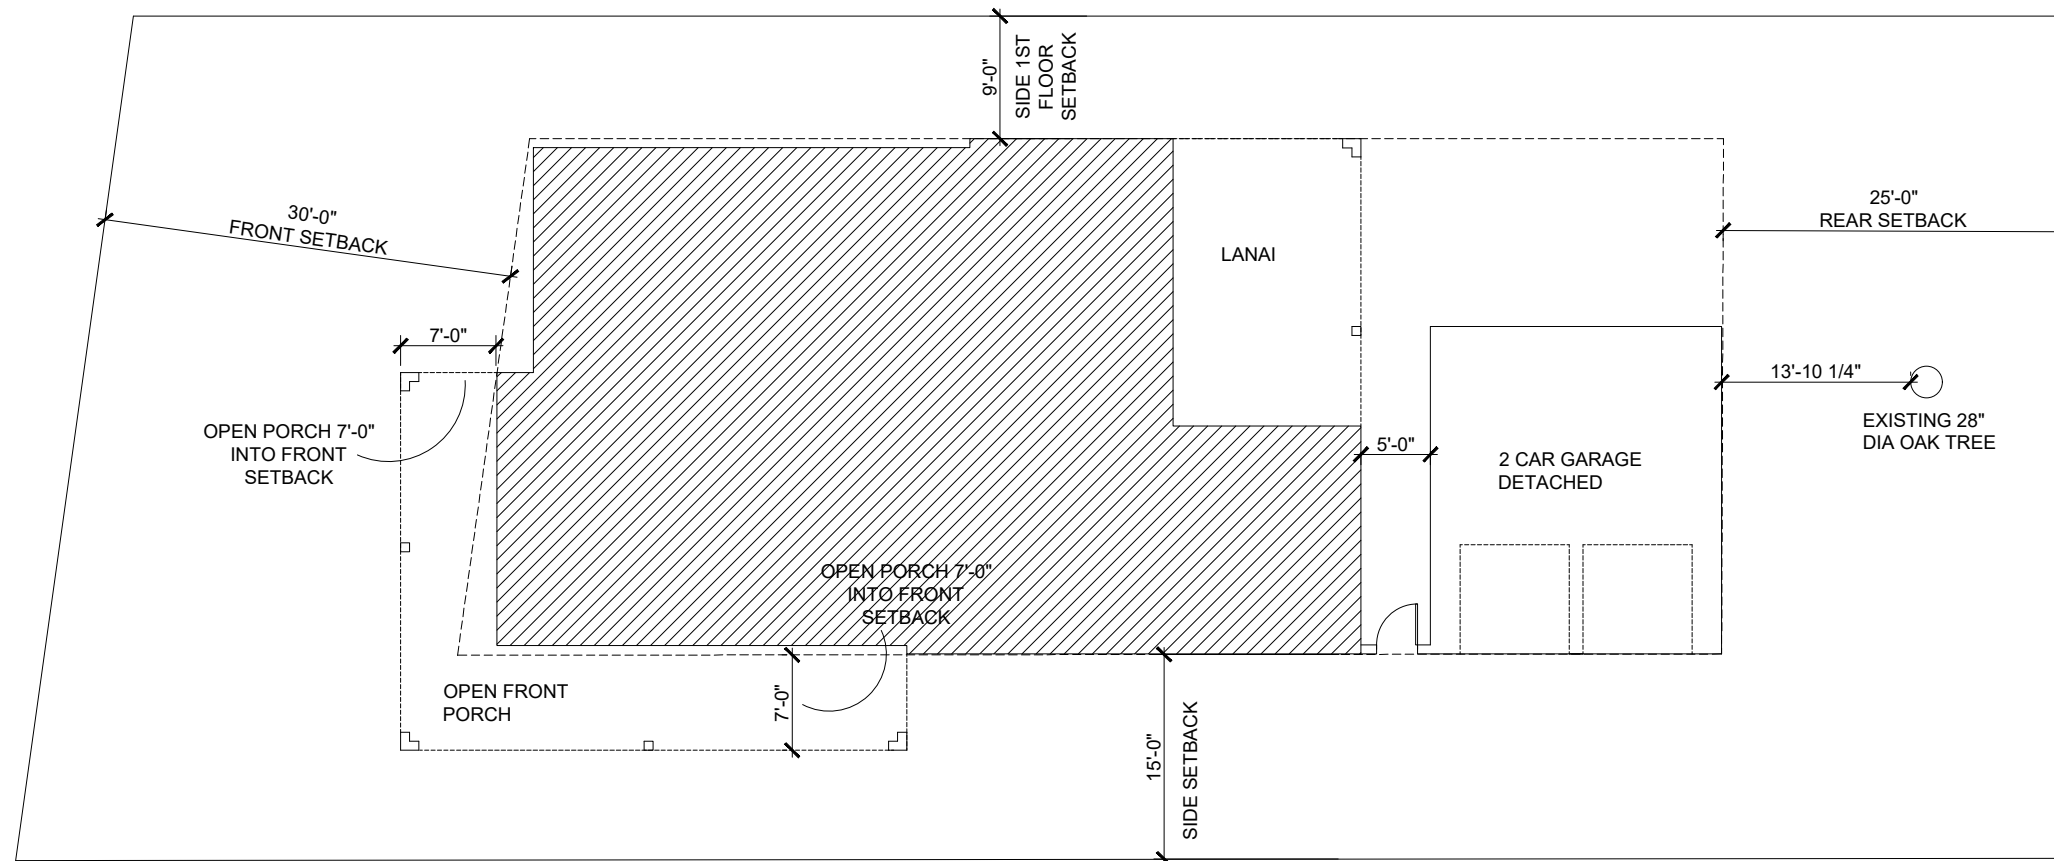 9'-0"
SIDE 1ST
FLOOR
SETBACK
30'-0"
FRONT SETBACK
25'-0"
REAR SETBACK
LANAI
7'-0"
13'-10 1/4"
OPEN PORCH 7'-0"
INTO FRONT
SETBACK
EXISTING 28"
DIA OAK TREE
5'-0"
2 CAR GARAGE
DETACHED
OPEN PORCH 7'-0"
INTO FRONT
SETBACK
OPEN FRONT
PORCH
7'-0"
15'-0"
SIDE SETBACK